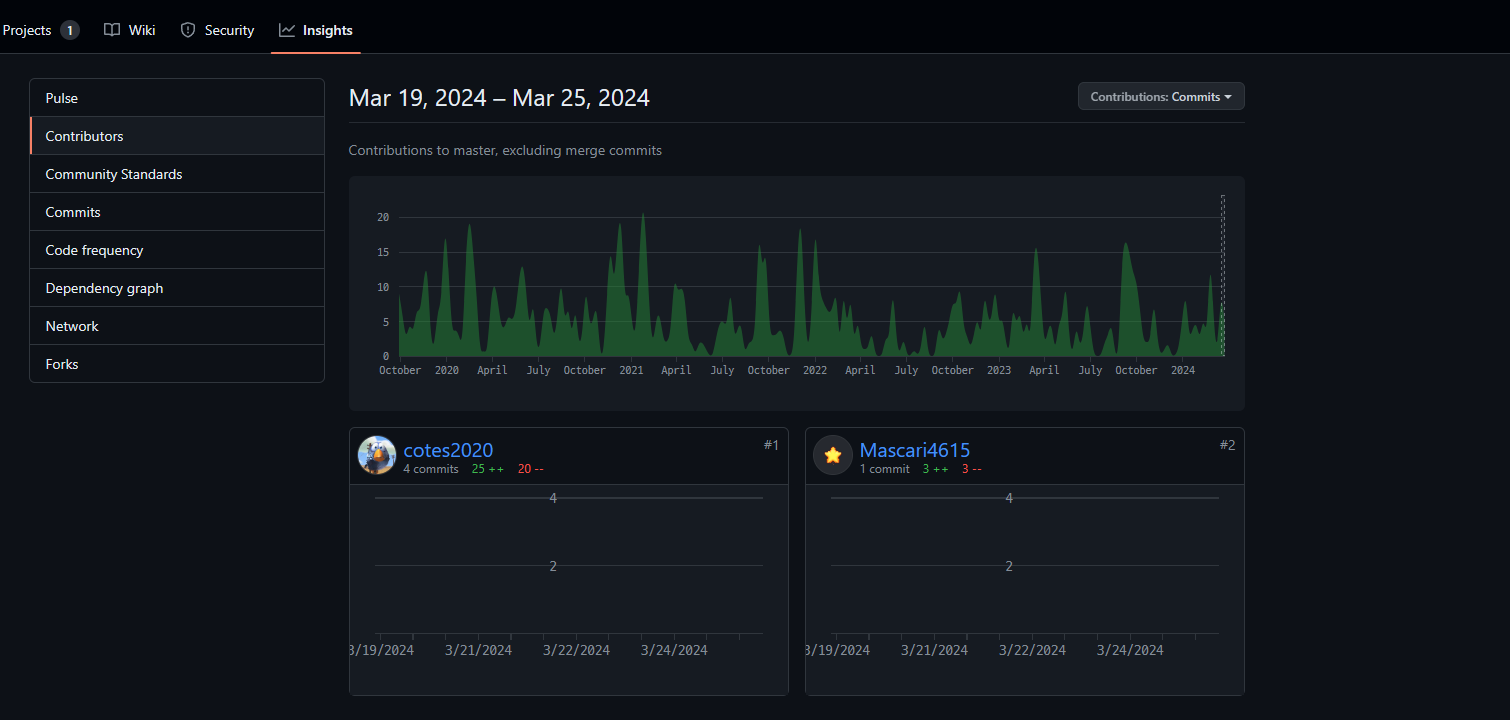 Projects 1 Wiki Security Insights
Pulse
Contributors
Community Standards
Commits
Code frequency
Dependency graph
Network
Forks
Mar 19, 2024 – Mar 25, 2024
Contributions: Commits
Contributions to master, excluding merge commits
20
15
10
5
0
October 2020 April July October 2021 April July October 2022 April July October 2023 April July October 2024
cotes2020 #1
4 commits 25 ++ 20 --
4
2
3/19/2024 3/21/2024 3/22/2024 3/24/2024
Mascari4615 #2
1 commit 3 ++ 3 --
4
2
3/19/2024 3/21/2024 3/22/2024 3/24/2024